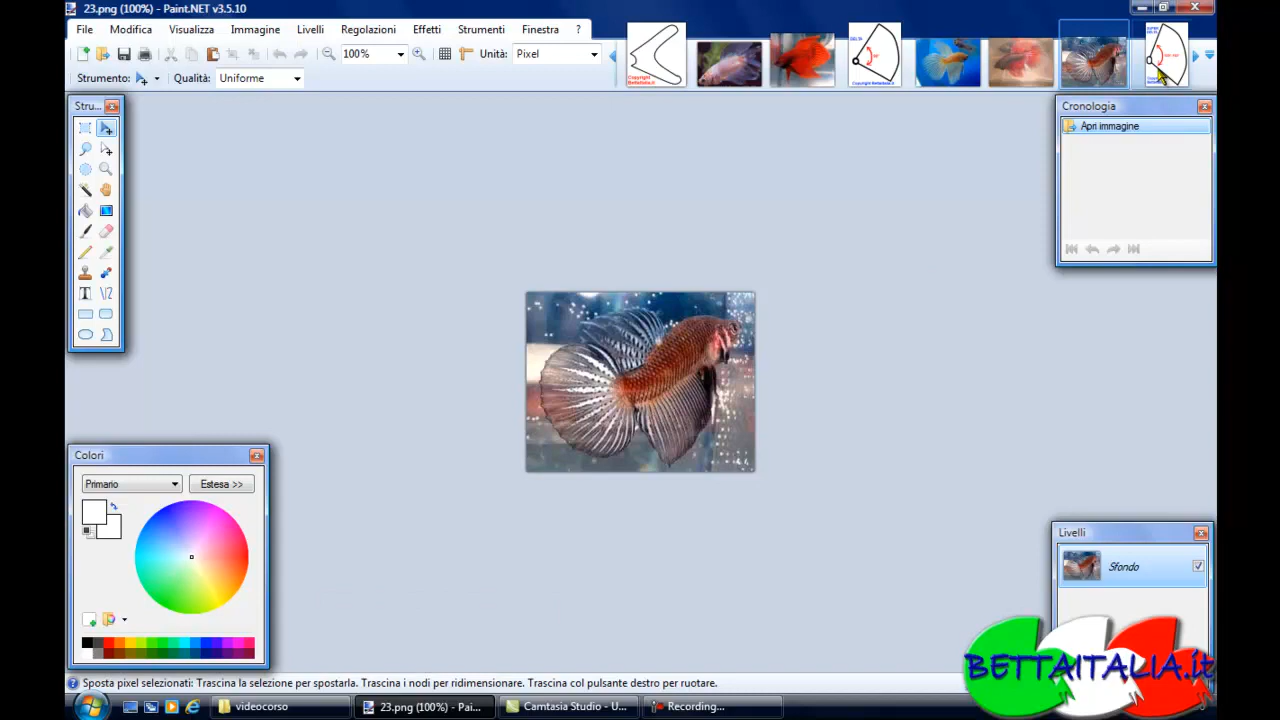 23.png (100%) - Paint.NET v3.5.10
File Modifica Visualizza Immagine Livelli Regolazioni Effetti Strumenti Finestra ?
100% Unità: Pixel
Strumento: Qualità: Uniforme
Stru...
Cronologia
Apri immagine
Colori
Primario
Estesa >>
Livelli
Sfondo
BETTAITALIA.it
Sposta pixel selezionati: Trascina la selezione per spostarla. Trascina i nodi per ridimensionare. Trascina col pulsante destro per ruotare.
videocorso
23.png (100%) - Pai...
Camtasia Studio - U...
Recording...